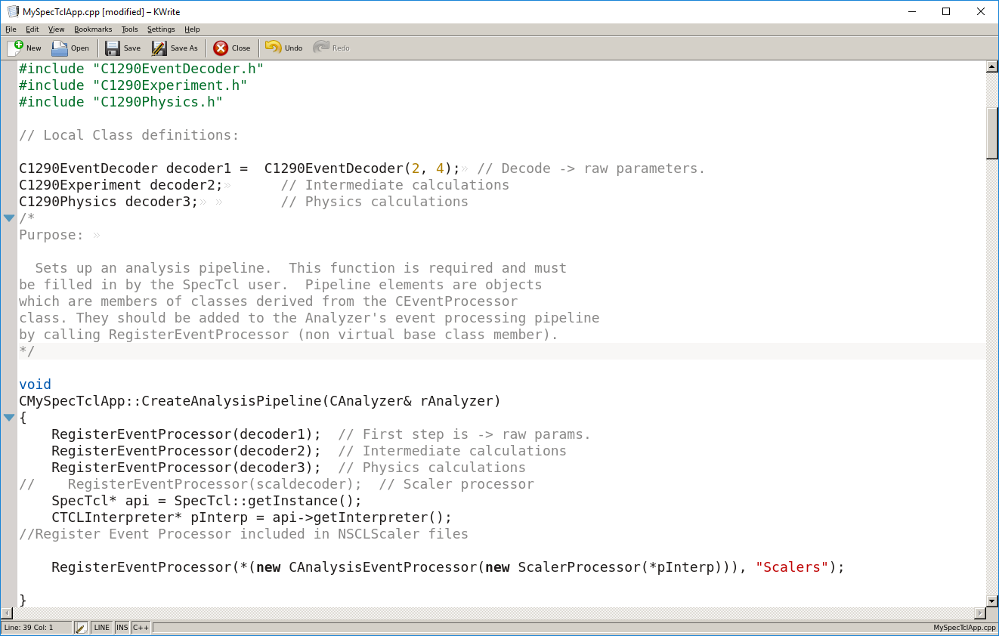 MySpecTclApp.cpp [modified] – KWrite
File Edit View Bookmarks Tools Settings Help
New Open Save Save As Close Undo Redo
#include "C1290EventDecoder.h"
#include "C1290Experiment.h"
#include "C1290Physics.h"
// Local Class definitions:
C1290EventDecoder decoder1 =  C1290EventDecoder(2, 4);» // Decode -> raw parameters.
C1290Experiment decoder2;»      // Intermediate calculations
C1290Physics decoder3;» »       // Physics calculations
/*
Purpose: »
  Sets up an analysis pipeline.  This function is required and must
be filled in by the SpecTcl user.  Pipeline elements are objects
which are members of classes derived from the CEventProcessor
class. They should be added to the Analyzer's event processing pipeline
by calling RegisterEventProcessor (non virtual base class member).
*/
void
CMySpecTclApp::CreateAnalysisPipeline(CAnalyzer& rAnalyzer)
{
    RegisterEventProcessor(decoder1);  // First step is -> raw params.
    RegisterEventProcessor(decoder2);  // Intermediate calculations
    RegisterEventProcessor(decoder3);  // Physics calculations
//    RegisterEventProcessor(scaldecoder);  // Scaler processor
    SpecTcl* api = SpecTcl::getInstance();
    CTCLInterpreter* pInterp = api->getInterpreter();
//Register Event Processor included in NSCLScaler files
    RegisterEventProcessor(*(new CAnalysisEventProcessor(new ScalerProcessor(*pInterp))), "Scalers");
}
Line: 39 Col: 1 LINE INS C++ MySpecTclApp.cpp